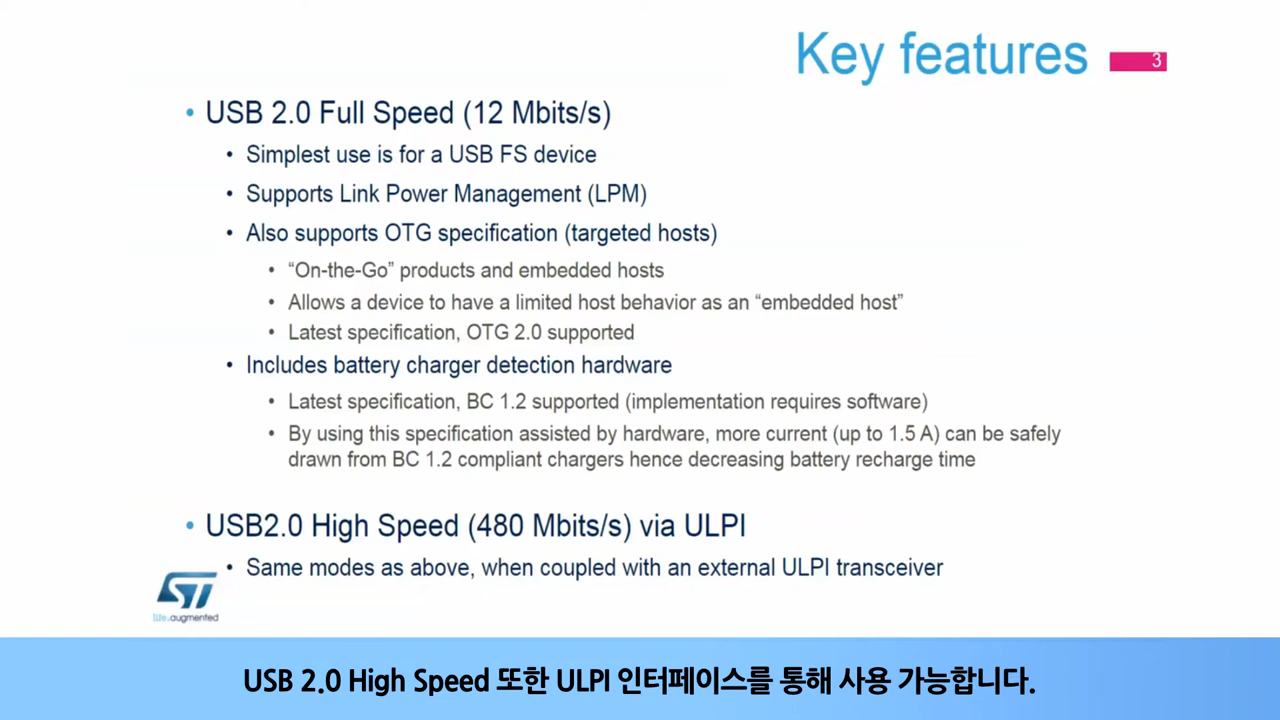 Key features
3
• USB 2.0 Full Speed (12 Mbits/s)
• Simplest use is for a USB FS device
• Supports Link Power Management (LPM)
• Also supports OTG specification (targeted hosts)
• “On-the-Go” products and embedded hosts
• Allows a device to have a limited host behavior as an “embedded host”
• Latest specification, OTG 2.0 supported
• Includes battery charger detection hardware
• Latest specification, BC 1.2 supported (implementation requires software)
• By using this specification assisted by hardware, more current (up to 1.5 A) can be safely
drawn from BC 1.2 compliant chargers hence decreasing battery recharge time
• USB2.0 High Speed (480 Mbits/s) via ULPI
• Same modes as above, when coupled with an external ULPI transceiver
ST
life.augmented
USB 2.0 High Speed 또한 ULPI 인터페이스를 통해 사용 가능합니다.